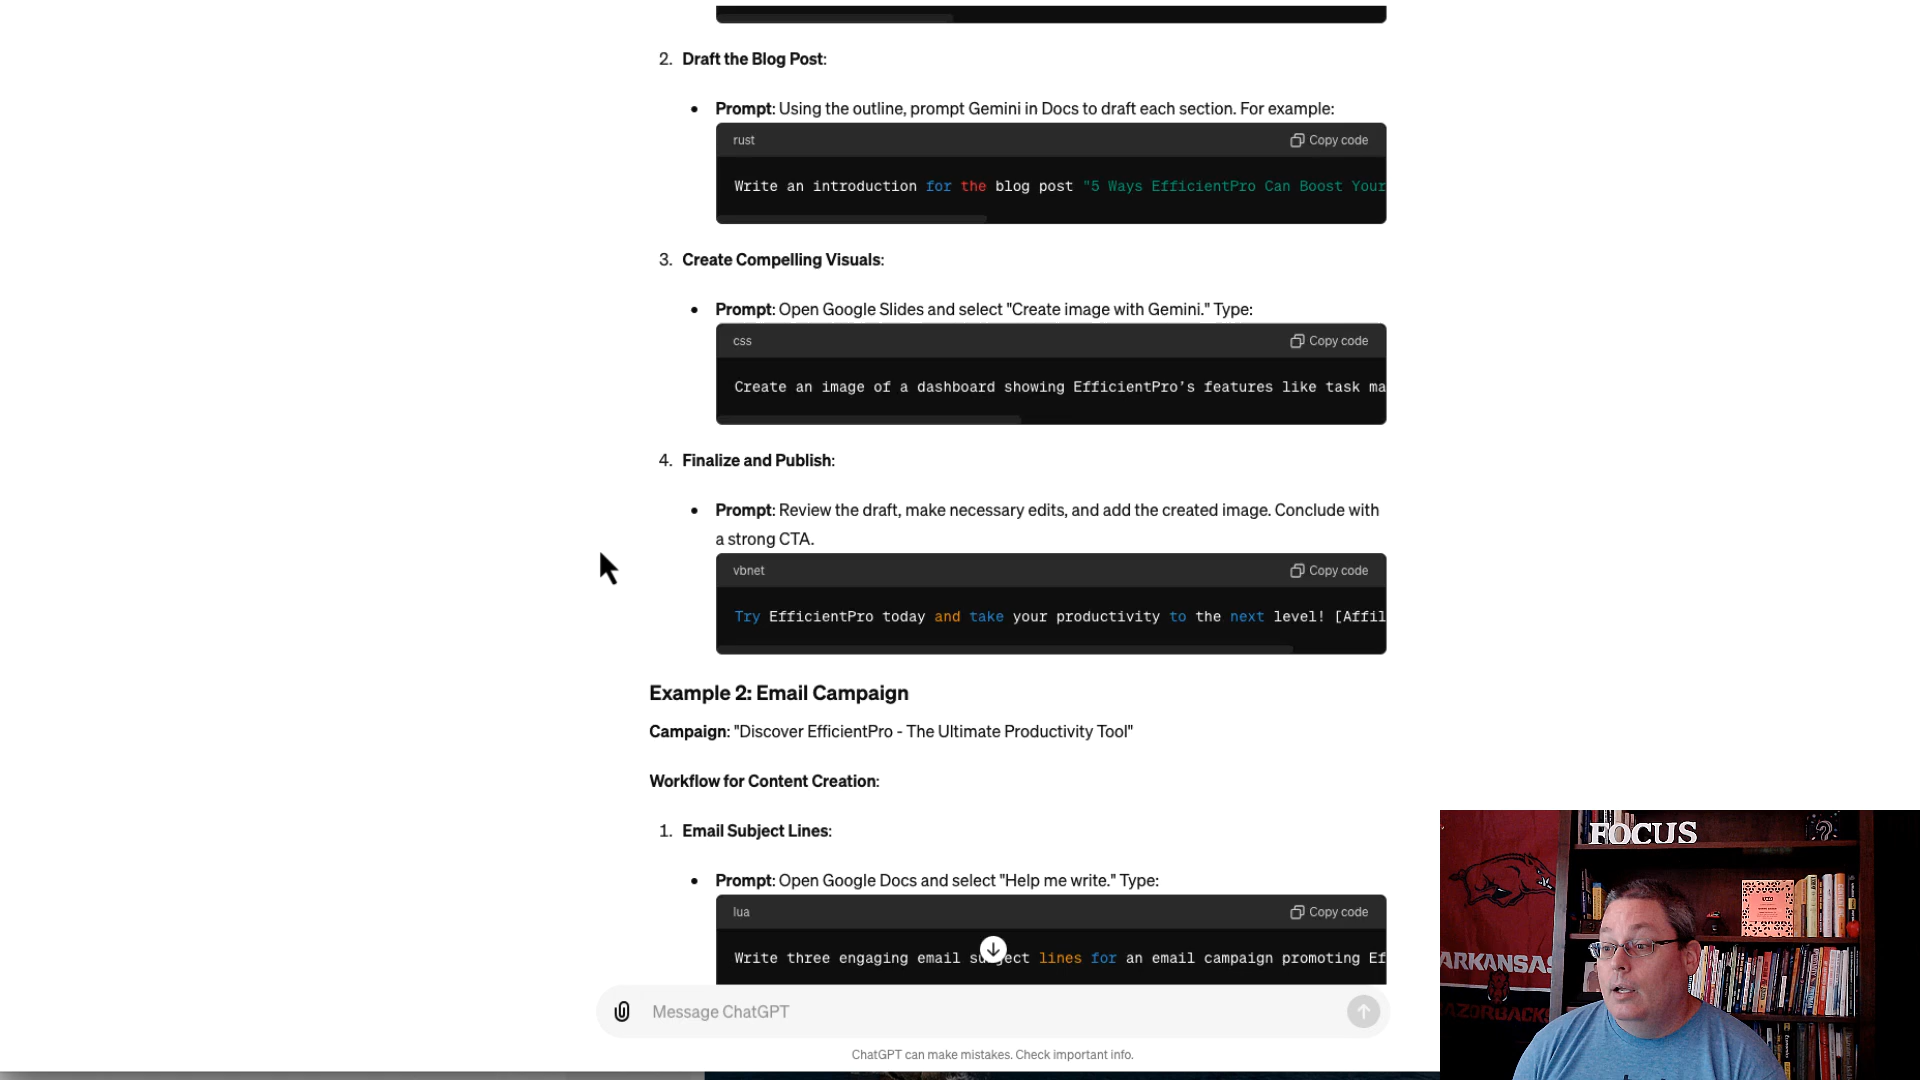 2. Draft the Blog Post:
• Prompt: Using the outline, prompt Gemini in Docs to draft each section. For example:
rust
Copy code
Write an introduction for the blog post "5 Ways EfficientPro Can Boost Your
3. Create Compelling Visuals:
• Prompt: Open Google Slides and select "Create image with Gemini." Type:
css
Copy code
Create an image of a dashboard showing EfficientPro's features like task ma
4. Finalize and Publish:
• Prompt: Review the draft, make necessary edits, and add the created image. Conclude with
a strong CTA.
vbnet
Copy code
Try EfficientPro today and take your productivity to the next level! [Affil
Example 2: Email Campaign
Campaign: "Discover EfficientPro - The Ultimate Productivity Tool"
Workflow for Content Creation:
1. Email Subject Lines:
• Prompt: Open Google Docs and select "Help me write." Type:
lua
Copy code
Write three engaging email subject lines for an email campaign promoting Ef
Message ChatGPT
ChatGPT can make mistakes. Check important info.
FOCUS
ARKANSAS
RAZORBACKS